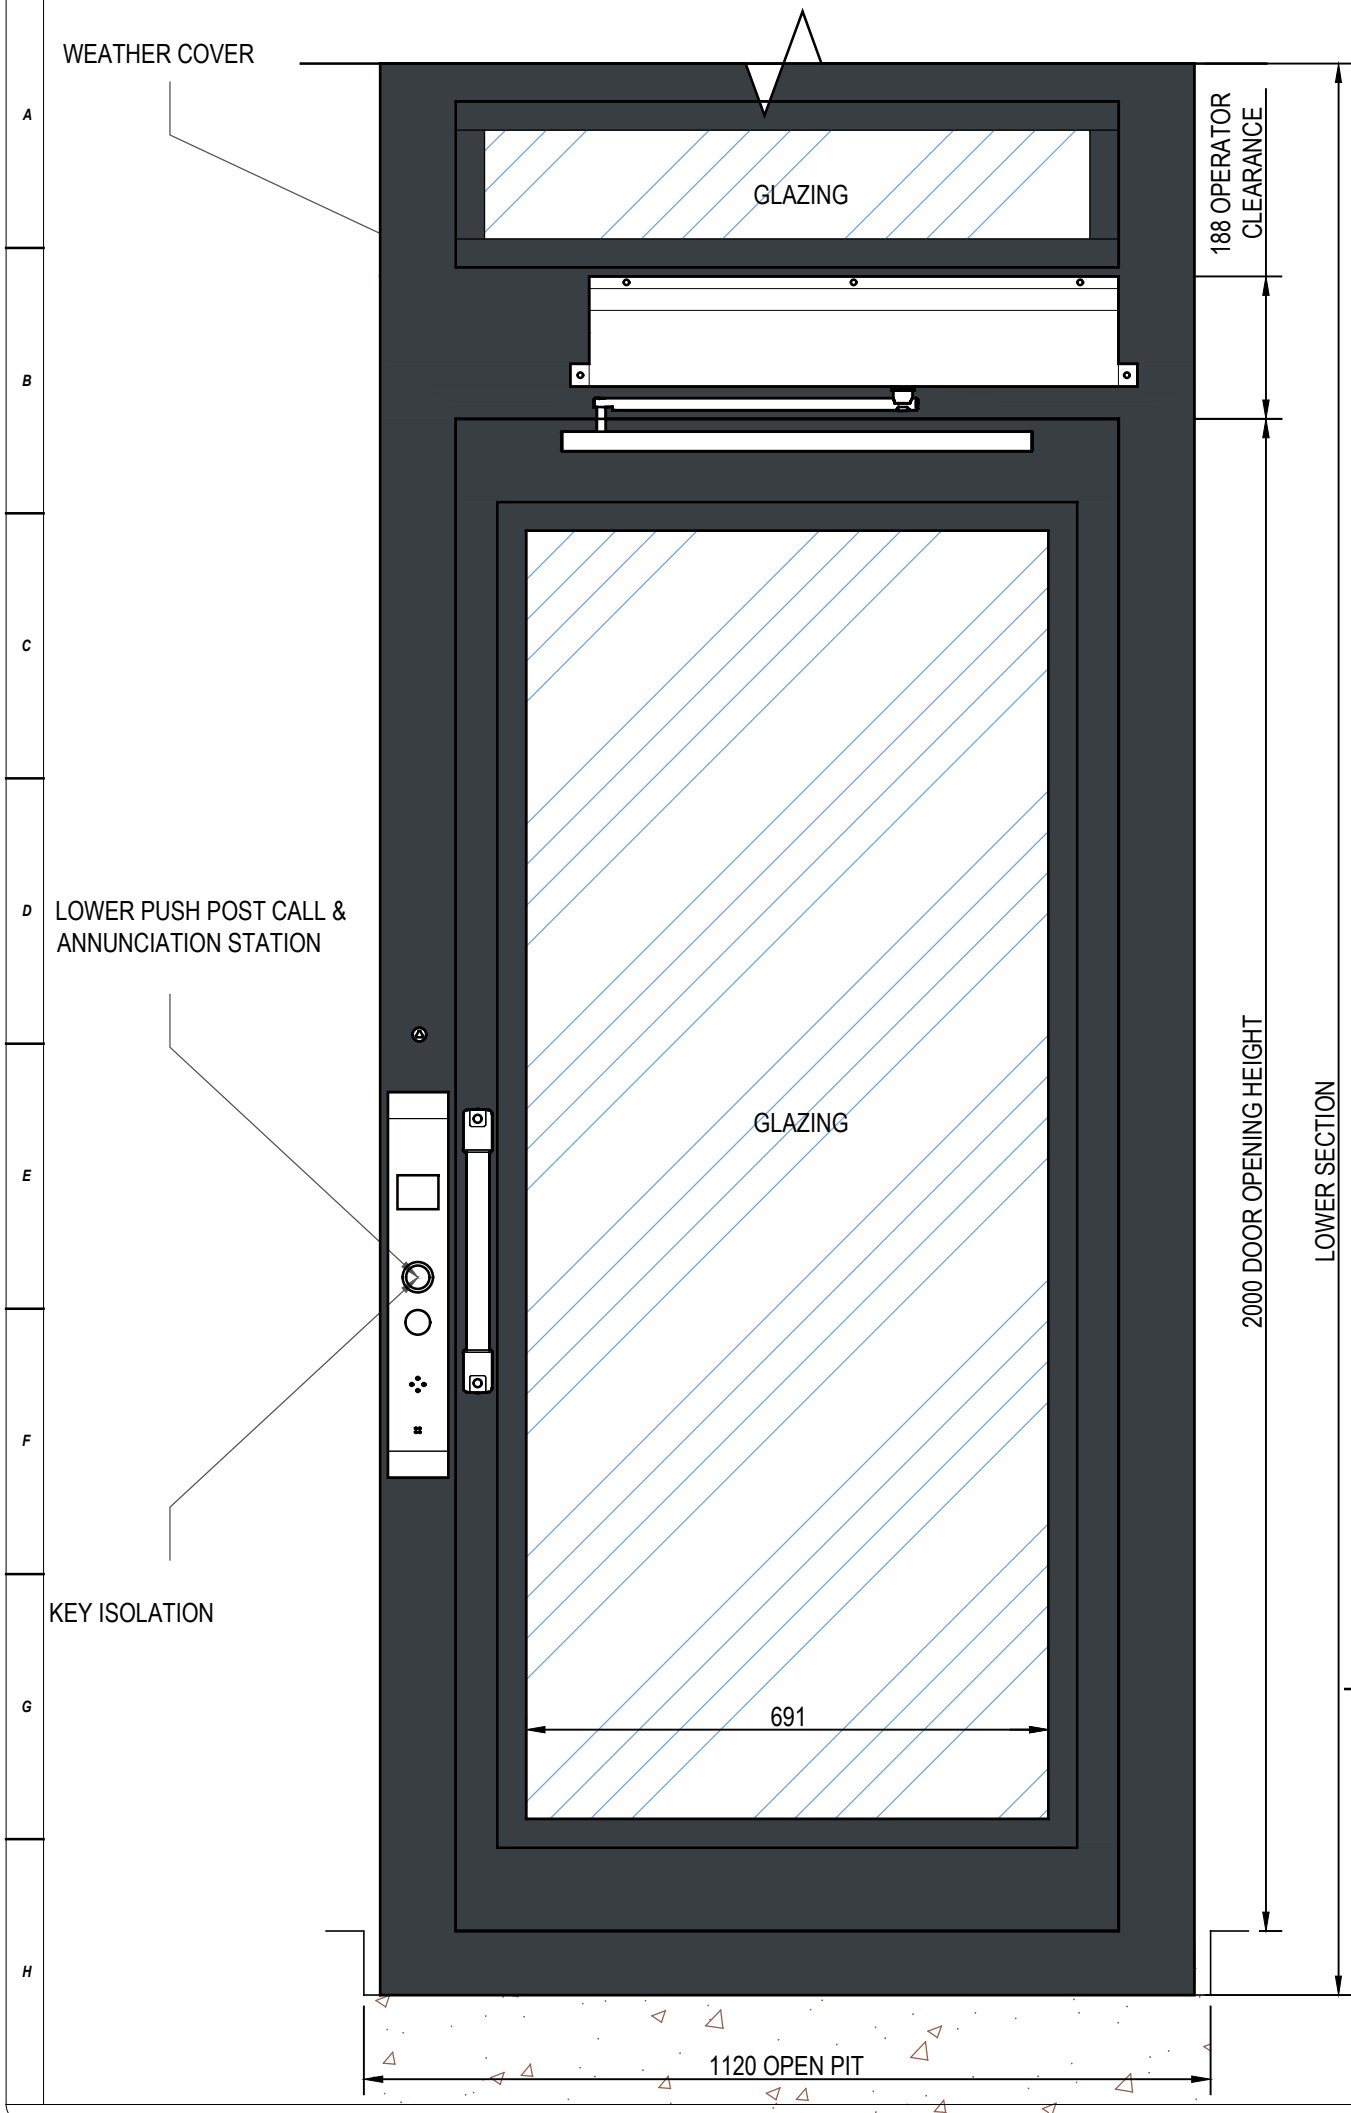 WEATHER COVER
A
188 OPERATOR
CLEARANCE
GLAZING
B
C
D
LOWER PUSH POST CALL &
ANNUNCIATION STATION
2000 DOOR OPENING HEIGHT
LOWER SECTION
GLAZING
E
F
KEY ISOLATION
G
691
H
1120 OPEN PIT